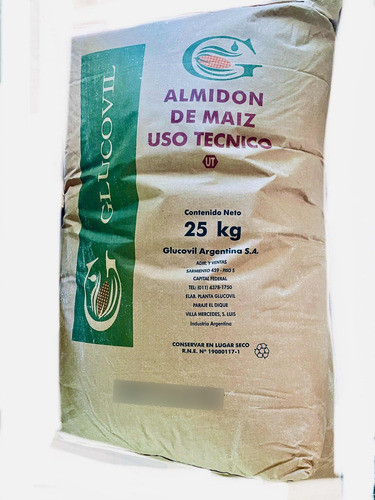 GLUCOVIL
ALMIDON
DE MAIZ
USO TECNICO
UT
Contenido Neto
25 kg
Glucovil Argentina S.A.
ADM. Y VENTAS
SARMIENTO 459 - PISO 2
CAPITAL FEDERAL
TEL: (011) 4378-1750
ELAB. PLANTA GLUCOVIL
PARAJE EL DIQUE
VILLA MERCEDES, S. LUIS
Industria Argentina
CONSERVAR EN LUGAR SECO
R.N.E. Nº 19000117-1